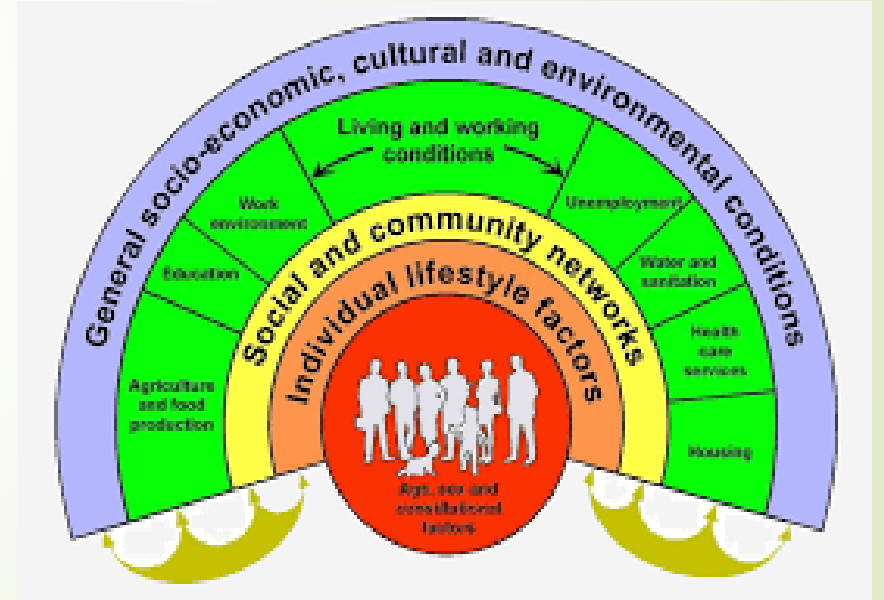 General socio-economic, cultural and environmental conditions
Living and working
conditions
Work
environment
Unemployment
Education
Water and
sanitation
Agriculture
and food
production
Health
care
services
Housing
Social and community networks
Individual lifestyle factors
Age, sex and
constitutional
factors